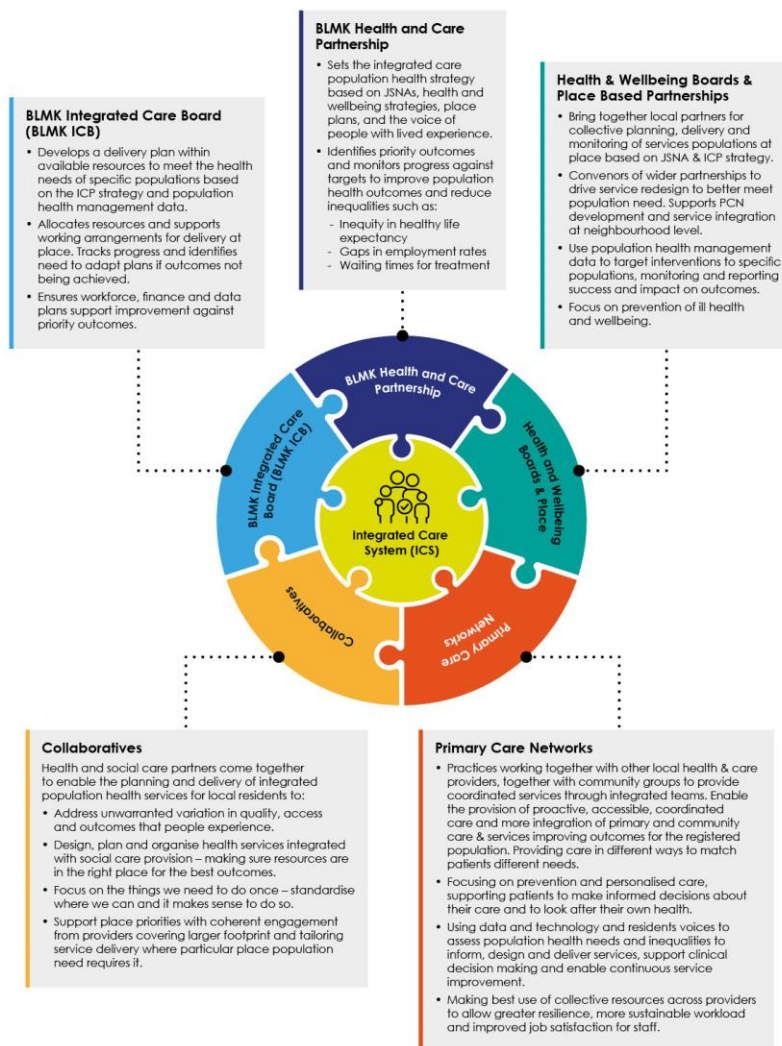 BLMK Health and Care
Partnership
• Sets the integrated care
population health strategy
based on JSNAs, health and
wellbeing strategies, place
plans, and the voice of
people with lived experience.
• Identifies priority outcomes
and monitors progress against
targets to improve population
health outcomes and reduce
inequalities such as:
- Inequity in healthy life
expectancy
- Gaps in employment rates
- Waiting times for treatment
BLMK Integrated Care Board
(BLMK ICB)
• Develops a delivery plan within
available resources to meet the health
needs of specific populations based
on the ICP strategy and population
health management data.
• Allocates resources and supports
working arrangements for delivery at
place. Tracks progress and identifies
need to adapt plans if outcomes not
being achieved.
• Ensures workforce, finance and data
plans support improvement against
priority outcomes.
Health & Wellbeing Boards &
Place Based Partnerships
• Bring together local partners for
collective planning, delivery and
monitoring of services populations at
place based on JSNA & ICP strategy.
• Convenors of wider partnerships to
drive service redesign to better meet
population need. Supports PCN
development and service integration
at neighbourhood level.
• Use population health management
data to target interventions to specific
populations, monitoring and reporting
success and impact on outcomes.
• Focus on prevention of ill health
and wellbeing.
BLMK Health and Care
Partnership
BLMK Integrated Care
Board (BLMK ICB)
Health and Wellbeing
Boards & Place
Integrated Care
System (ICS)
Collaboratives
Primary Care
Networks
Collaboratives
Health and social care partners come together
to enable the planning and delivery of integrated
population health services for local residents to:
• Address unwarranted variation in quality, access
and outcomes that people experience.
• Design, plan and organise health services integrated
with social care provision – making sure resources are
in the right place for the best outcomes.
• Focus on the things we need to do once – standardise
where we can and it makes sense to do so.
• Support place priorities with coherent engagement
from providers covering larger footprint and tailoring
service delivery where particular place population
need requires it.
Primary Care Networks
• Practices working together with other local health & care
providers, together with community groups to provide
coordinated services through integrated teams. Enable
the provision of proactive, accessible, coordinated
care and more integration of primary and community
care & services improving outcomes for the registered
population. Providing care in different ways to match
patients different needs.
• Focusing on prevention and personalised care,
supporting patients to make informed decisions about
their care and to look after their own health.
• Using data and technology and residents voices to
assess population health needs and inequalities to
inform, design and deliver services, support clinical
decision making and enable continuous service
improvement.
• Making best use of collective resources across providers
to allow greater resilience, more sustainable workload
and improved job satisfaction for staff.